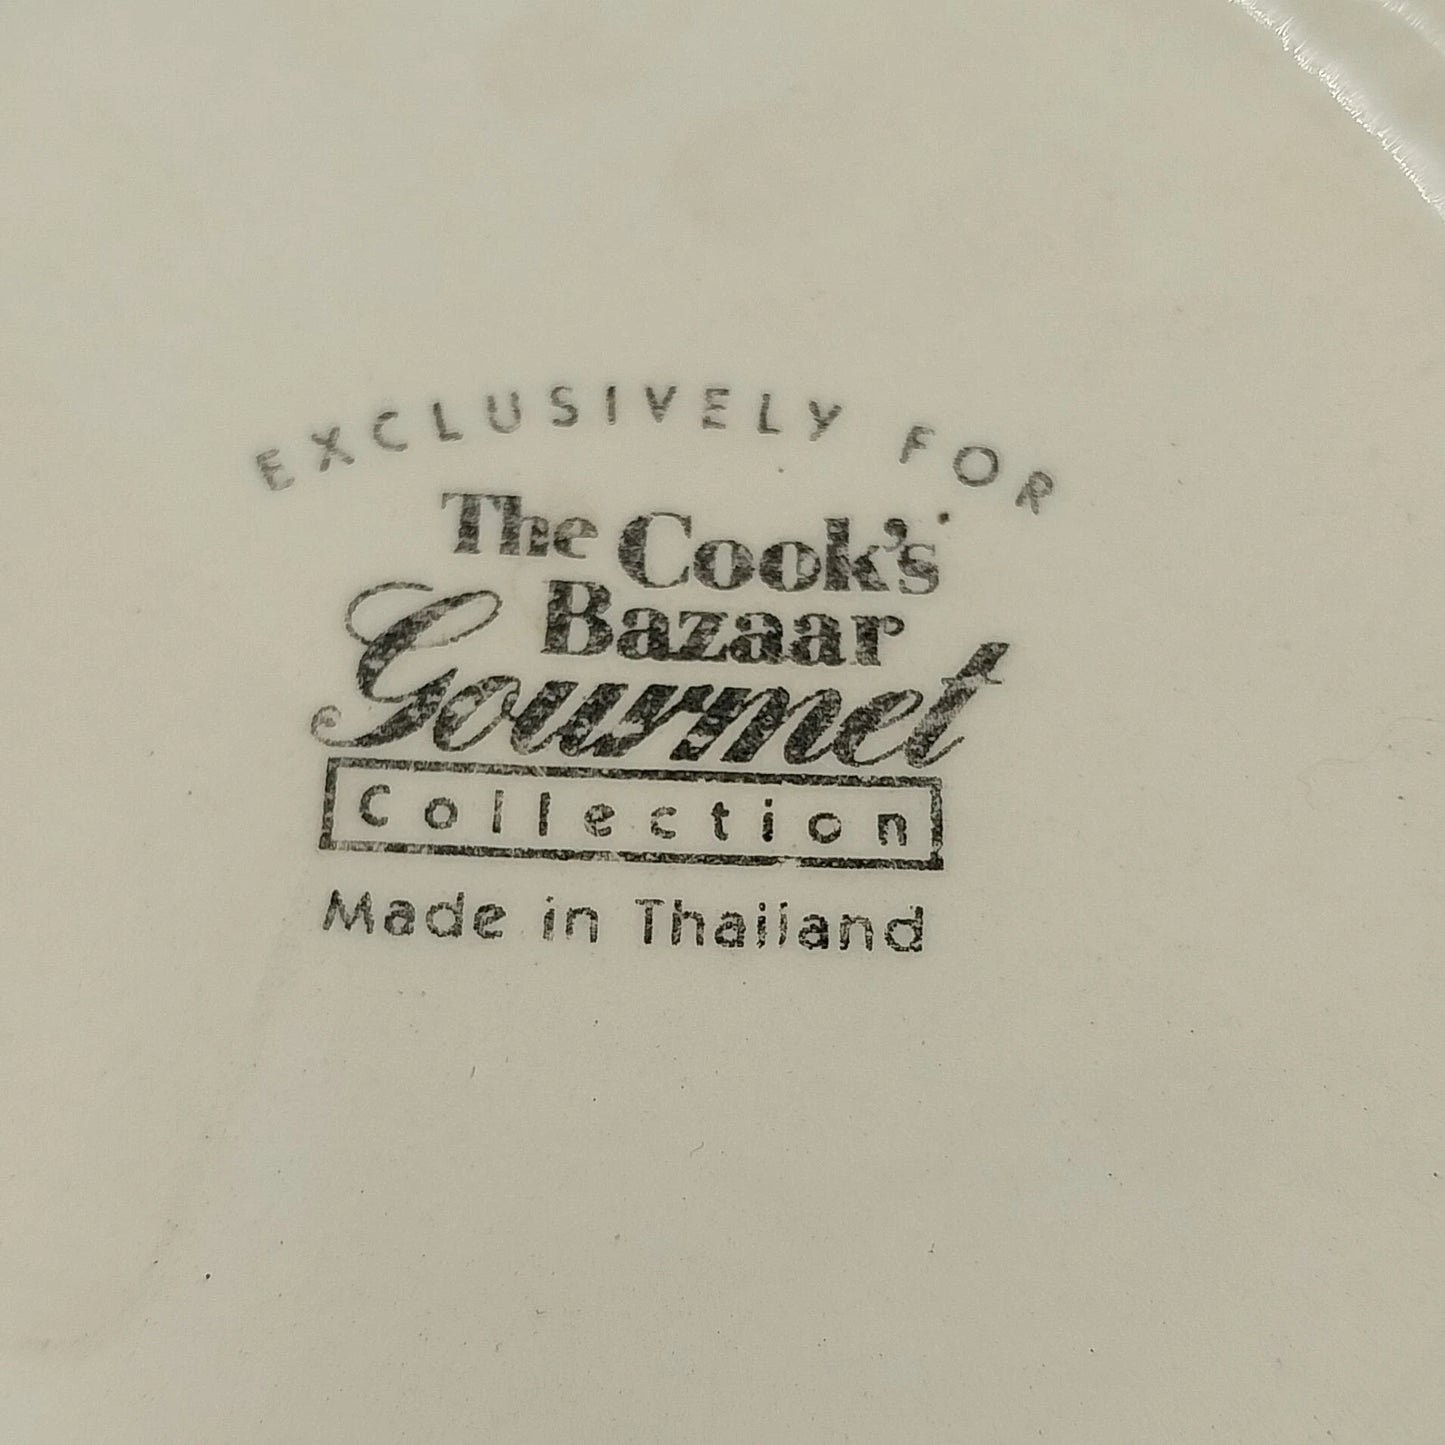 EXCLUSIVELY FOR
The Cook's
Bazaar
Gourmet
Collection
Made in Thailand